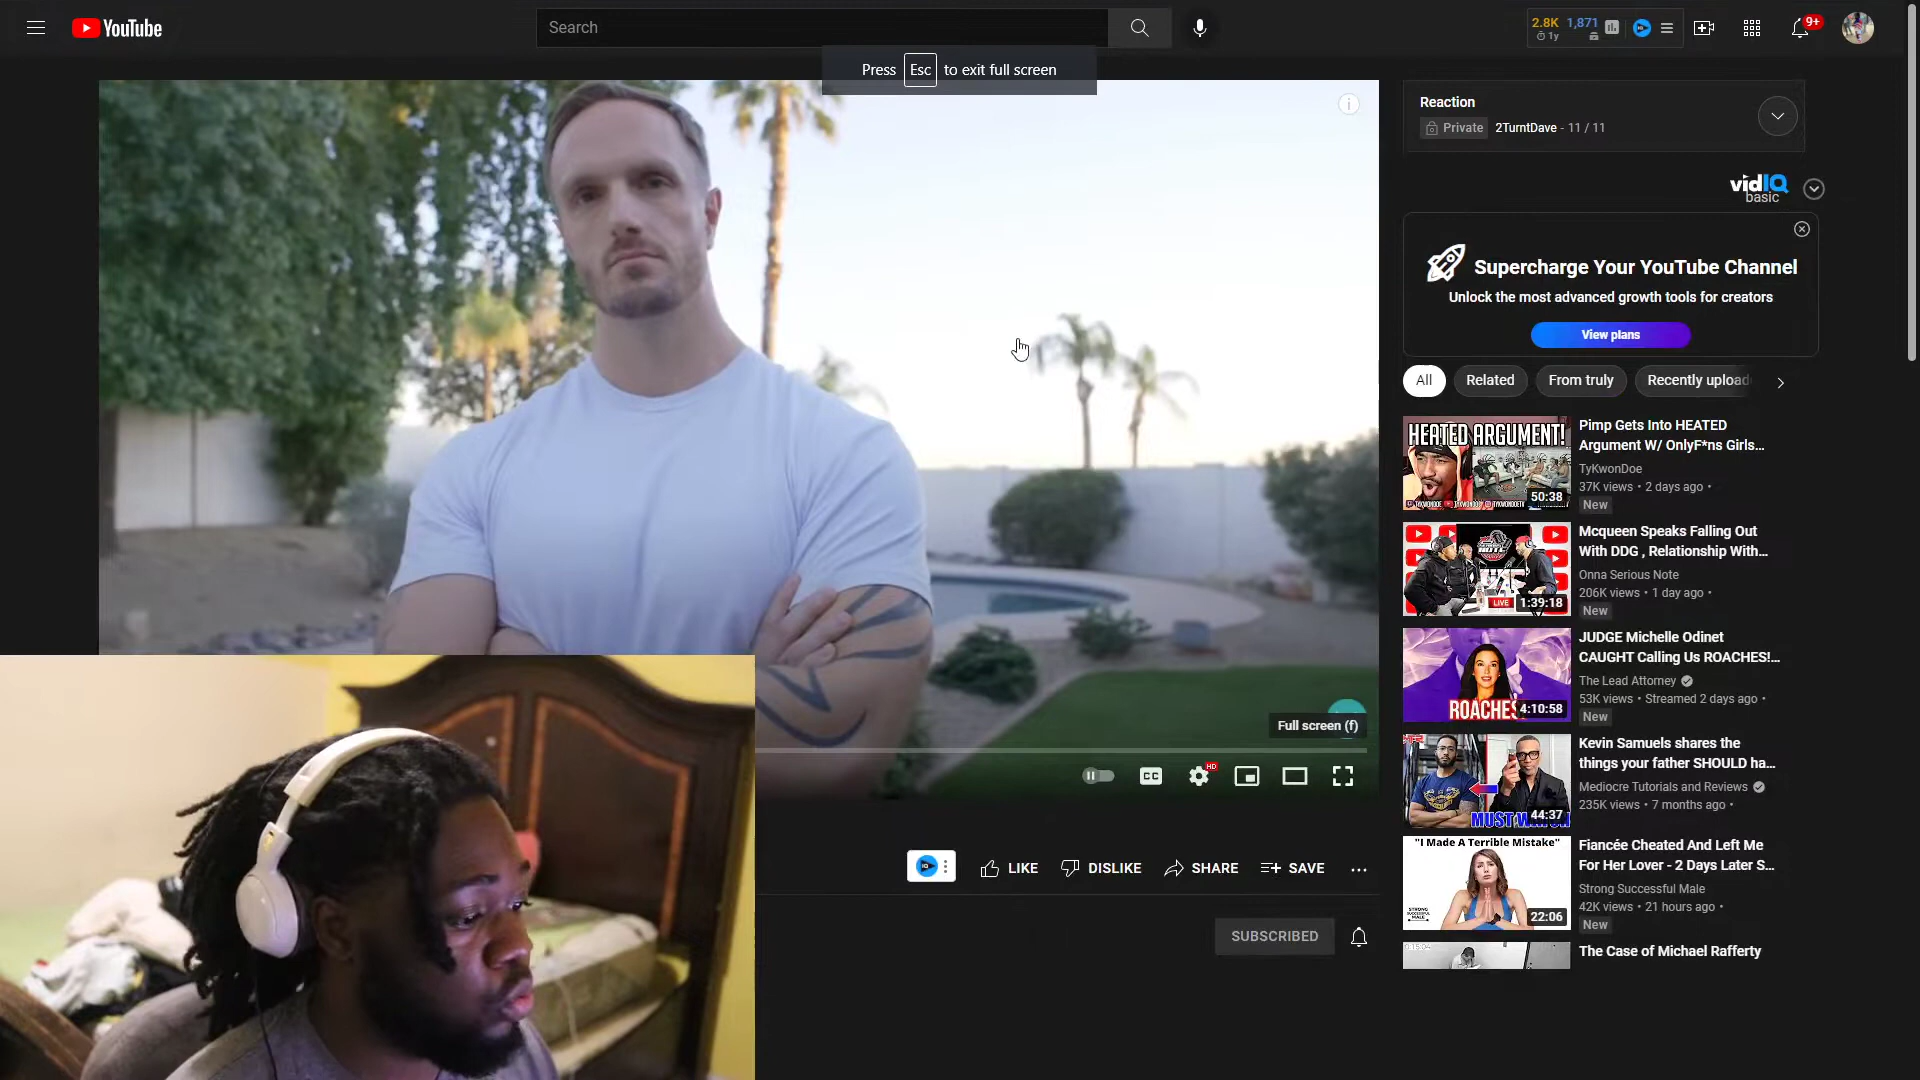 YouTube
Search
2.8K 1,871
1y
9+
Press Esc to exit full screen
Reaction
Private 2TurntDave - 11 / 11
vidIQ
basic
Supercharge Your YouTube Channel
Unlock the most advanced growth tools for creators
View plans
All Related From truly Recently upload
HEATED ARGUMENT!
50:38
Pimp Gets Into HEATED
Argument W/ OnlyF*ns Girls...
TyKwonDoe
37K views • 2 days ago •
New
LIVE 1:39:18
Mcqueen Speaks Falling Out
With DDG , Relationship With...
Onna Serious Note
206K views • 1 day ago •
New
ROACHES
4:10:58
JUDGE Michelle Odinet
CAUGHT Calling Us ROACHES!...
The Lead Attorney
53K views • Streamed 2 days ago •
New
MUST WATCH
44:37
Kevin Samuels shares the
things your father SHOULD ha...
Mediocre Tutorials and Reviews
235K views • 7 months ago •
"I Made A Terrible Mistake"
STRONG
SUCCESSFUL
MALE
22:06
Fiancée Cheated And Left Me
For Her Lover - 2 Days Later S...
Strong Successful Male
42K views • 21 hours ago •
New
The Case of Michael Rafferty
Full screen (f)
CC
HD
LIKE DISLIKE SHARE SAVE
SUBSCRIBED